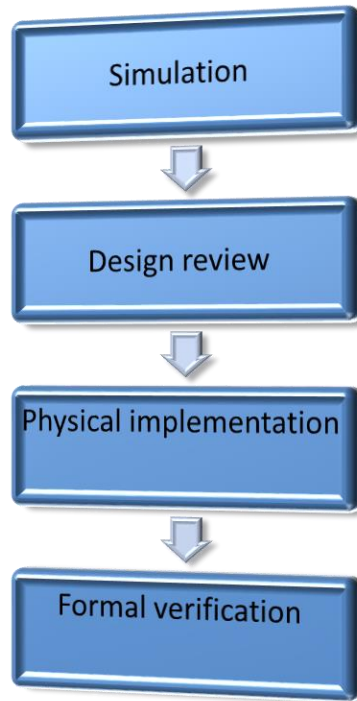 Simulation
Design review
Physical implementation
Formal verification